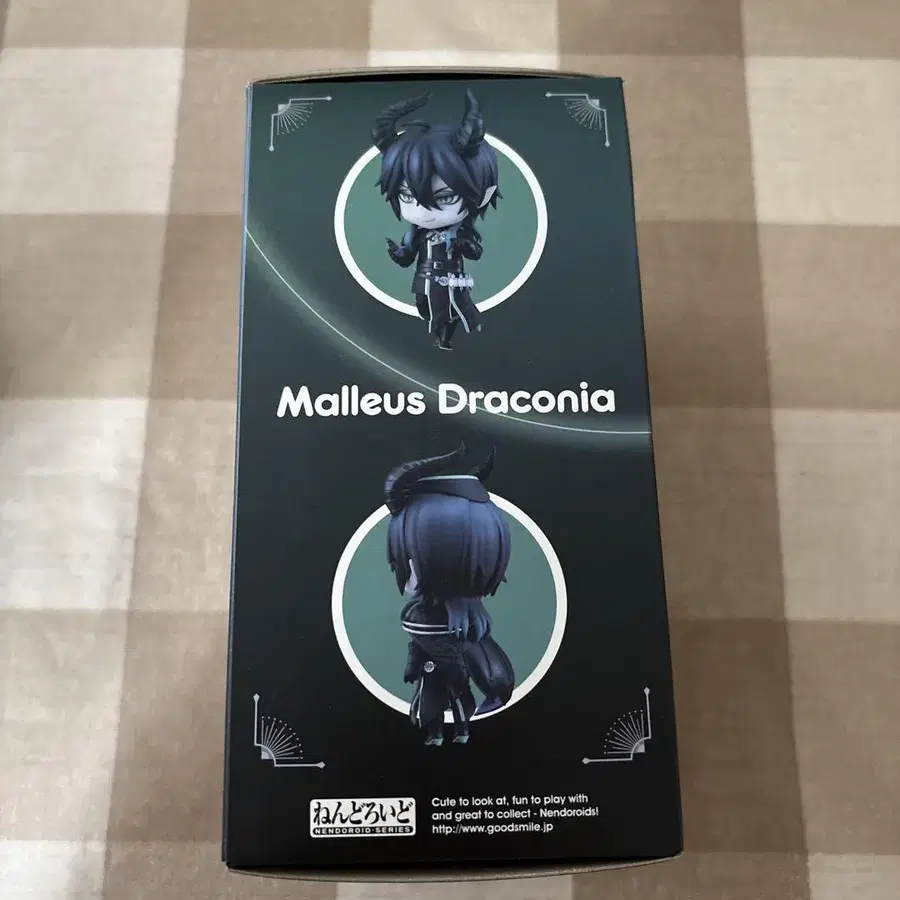 Malleus Draconia
ねんどろいど
NENDOROID·SERIES
Cute to look at, fun to play with
and great to collect - Nendoroids!
http://www.goodsmile.jp